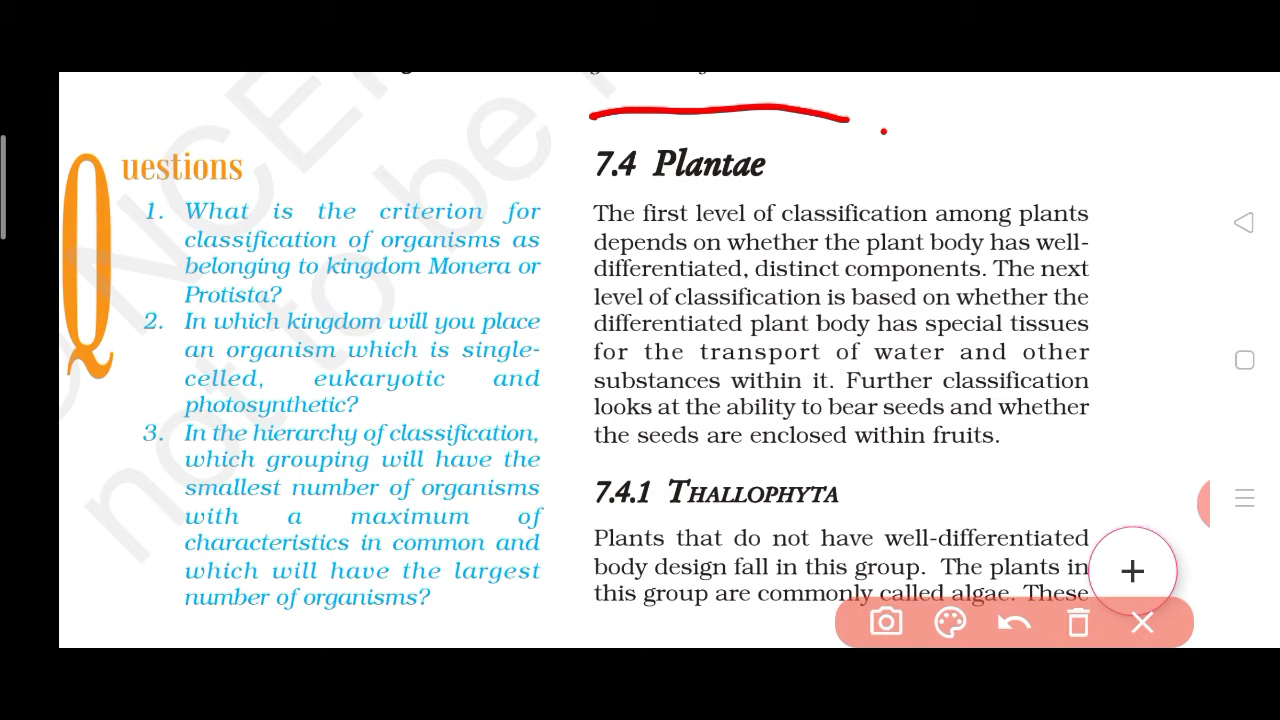 Questions
1. What is the criterion for
classification of organisms as
belonging to kingdom Monera or
Protista?
2. In which kingdom will you place
an organism which is single-
celled, eukaryotic and
photosynthetic?
3. In the hierarchy of classification,
which grouping will have the
smallest number of organisms
with a maximum of
characteristics in common and
which will have the largest
number of organisms?
7.4 Plantae
The first level of classification among plants
depends on whether the plant body has well-
differentiated, distinct components. The next
level of classification is based on whether the
differentiated plant body has special tissues
for the transport of water and other
substances within it. Further classification
looks at the ability to bear seeds and whether
the seeds are enclosed within fruits.
7.4.1 THALLOPHYTA
Plants that do not have well-differentiated
body design fall in this group. The plants in
this group are commonly called algae. These
not to be